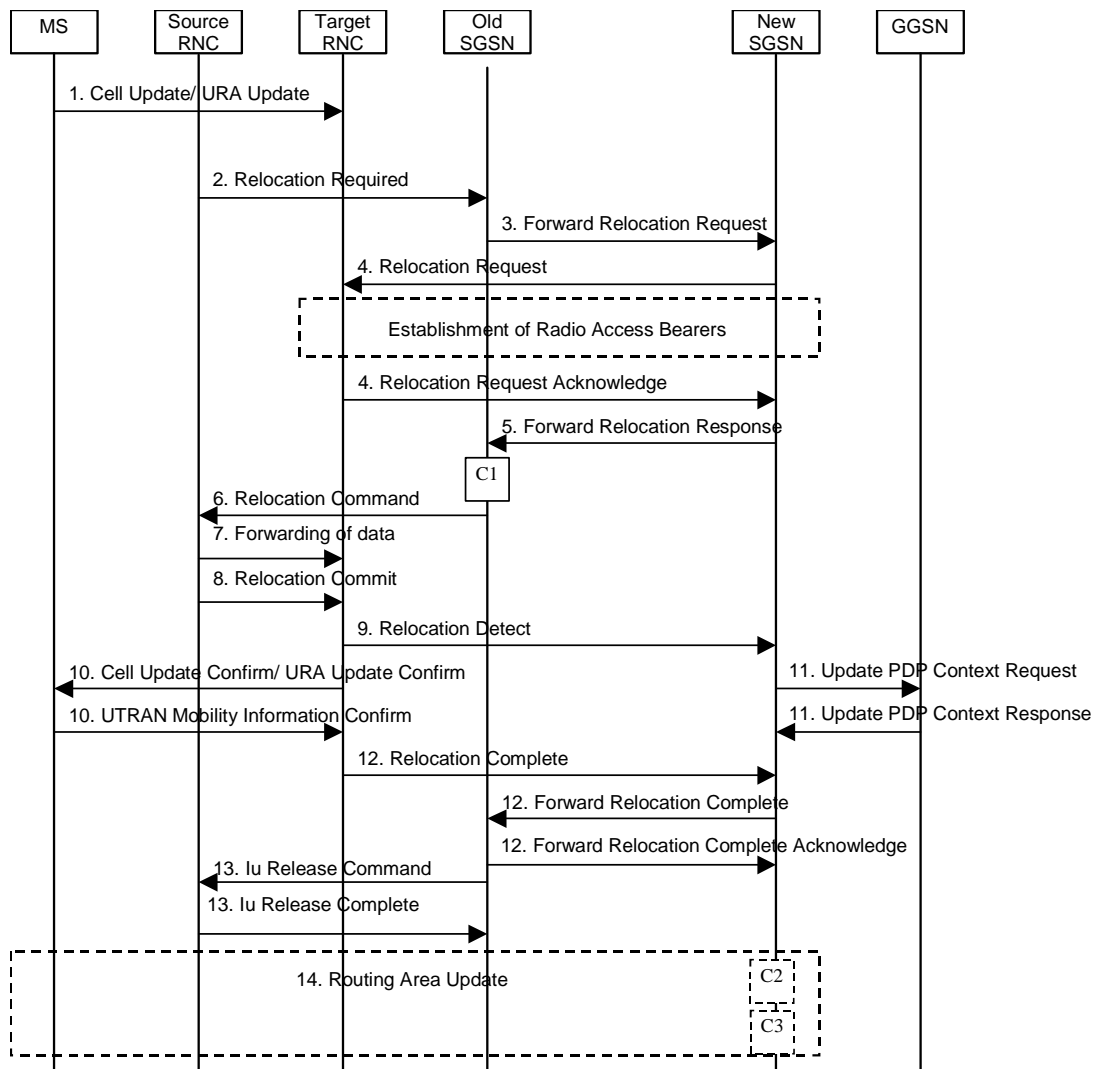 MS
Source
RNC
Target
RNC
Old
SGSN
New
SGSN
GGSN
1. Cell Update/ URA Update
2. Relocation Required
3. Forward Relocation Request
4. Relocation Request
Establishment of Radio Access Bearers
4. Relocation Request Acknowledge
5. Forward Relocation Response
C1
6. Relocation Command
7. Forwarding of data
8. Relocation Commit
9. Relocation Detect
10. Cell Update Confirm/ URA Update Confirm
11. Update PDP Context Request
10. UTRAN Mobility Information Confirm
11. Update PDP Context Response
12. Relocation Complete
12. Forward Relocation Complete
12. Forward Relocation Complete Acknowledge
13. Iu Release Command
13. Iu Release Complete
14. Routing Area Update
C2
C3